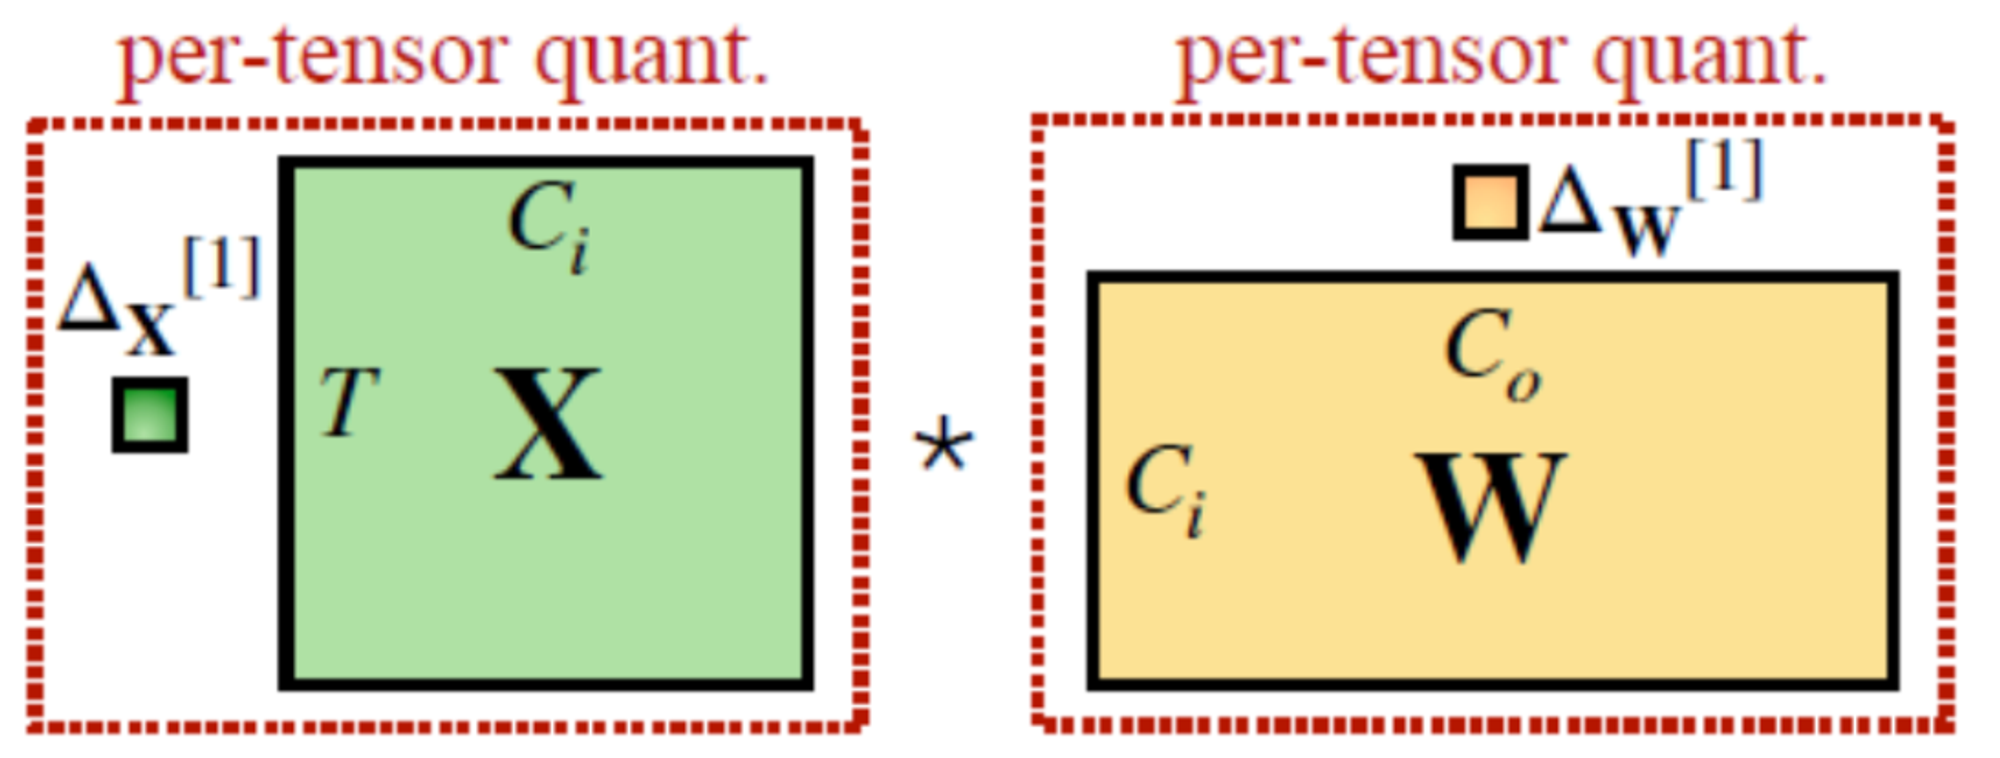 per-tensor quant.
per-tensor quant.
Δ_X^[1]
C_i
T
X
*
Δ_W^[1]
C_o
C_i
W